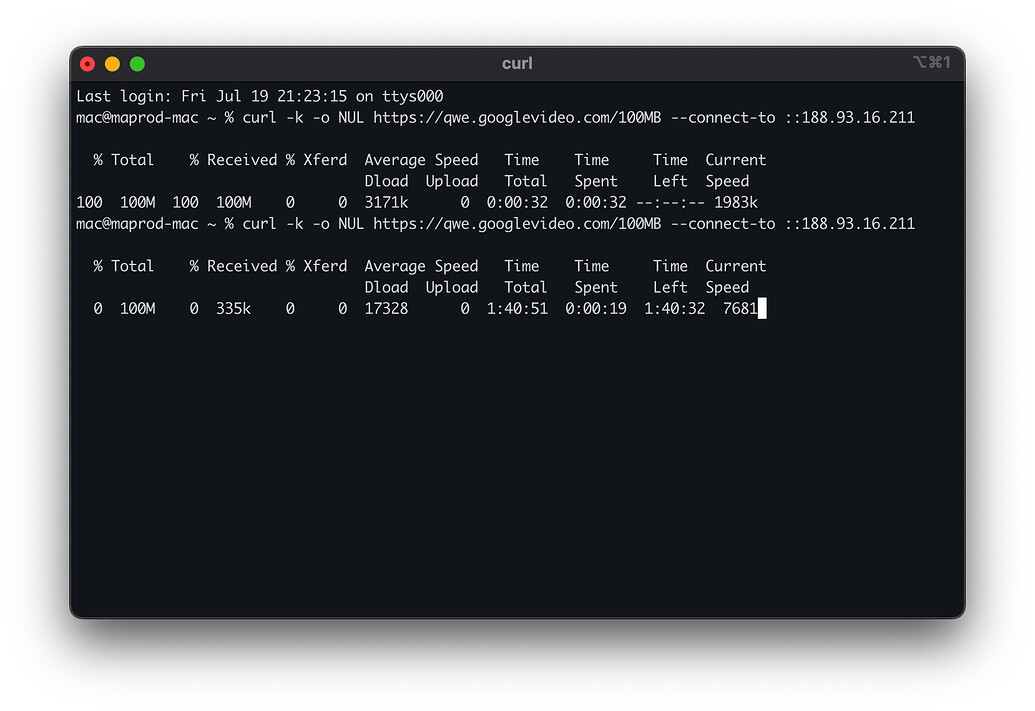 curl
⌥⌘1
Last login: Fri Jul 19 21:23:15 on ttys000
mac@maprod-mac ~ % curl -k -o NUL https://qwe.googlevideo.com/100MB --connect-to ::188.93.16.211
% Total % Received % Xferd Average Speed Time Time Time Current
Dload Upload Total Spent Left Speed
100 100M 100 100M 0 0 3171k 0 0:00:32 0:00:32 --:--:-- 1983k
mac@maprod-mac ~ % curl -k -o NUL https://qwe.googlevideo.com/100MB --connect-to ::188.93.16.211
% Total % Received % Xferd Average Speed Time Time Time Current
Dload Upload Total Spent Left Speed
0 100M 0 335k 0 0 17328 0 1:40:51 0:00:19 1:40:32 7681